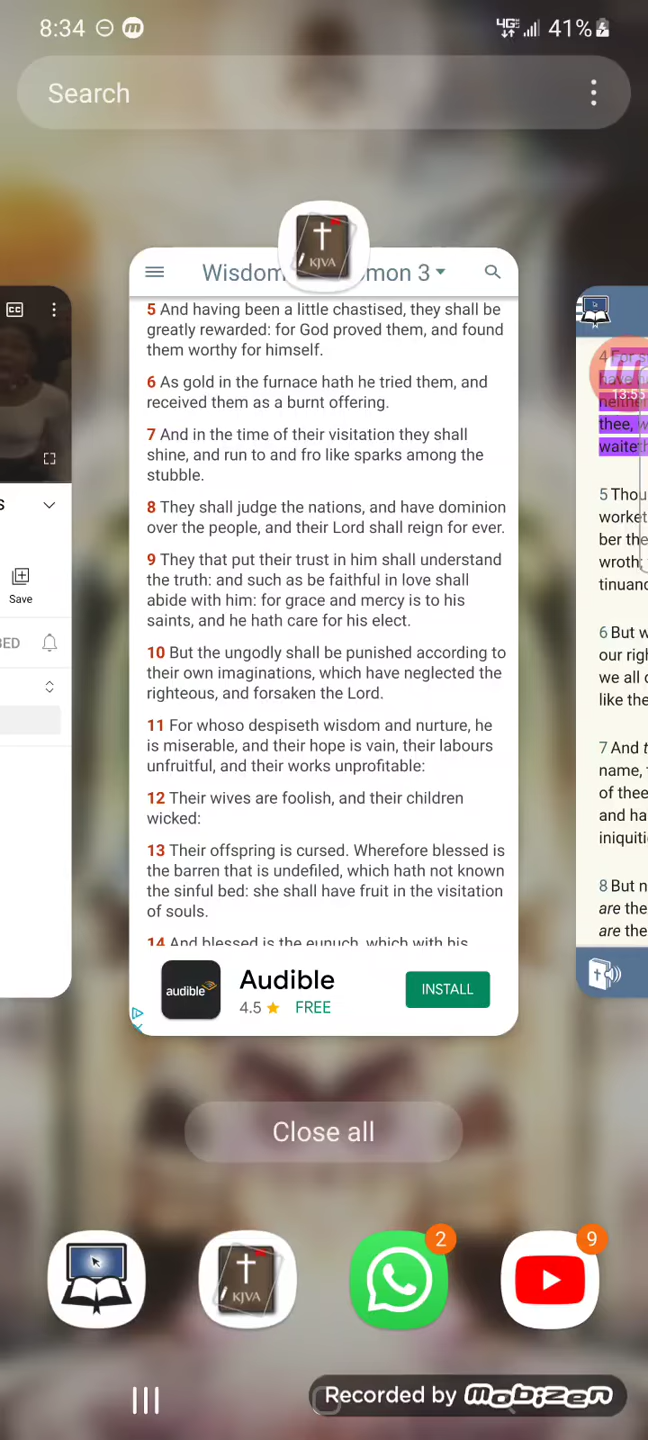 8:34
4G
41%
Search
KJVA
Wisdom
mon 3
5 And having been a little chastised, they shall be
greatly rewarded: for God proved them, and found
them worthy for himself.
6 As gold in the furnace hath he tried them, and
received them as a burnt offering.
7 And in the time of their visitation they shall
shine, and run to and fro like sparks among the
stubble.
8 They shall judge the nations, and have dominion
over the people, and their Lord shall reign for ever.
9 They that put their trust in him shall understand
the truth: and such as be faithful in love shall
abide with him: for grace and mercy is to his
saints, and he hath care for his elect.
10 But the ungodly shall be punished according to
their own imaginations, which have neglected the
righteous, and forsaken the Lord.
11 For whoso despiseth wisdom and nurture, he
is miserable, and their hope is vain, their labours
unfruitful, and their works unprofitable:
12 Their wives are foolish, and their children
wicked:
13 Their offspring is cursed. Wherefore blessed is
the barren that is undefiled, which hath not known
the sinful bed: she shall have fruit in the visitation
of souls.
14 And blessed is the eunuch, which with his
audible
Audible
4.5 ★ FREE
INSTALL
CC
S
Save
BED
4 For s
have
neither
thee, w
waiteth
13:55
5 Thou
worket
ber the
wroth;
tinuanc
6 But w
our righ
we all d
like the
7 And t
name, t
of thee
and ha
iniquiti
8 But n
are the
are the
Close all
KJVA
2
9
Recorded by mobizen